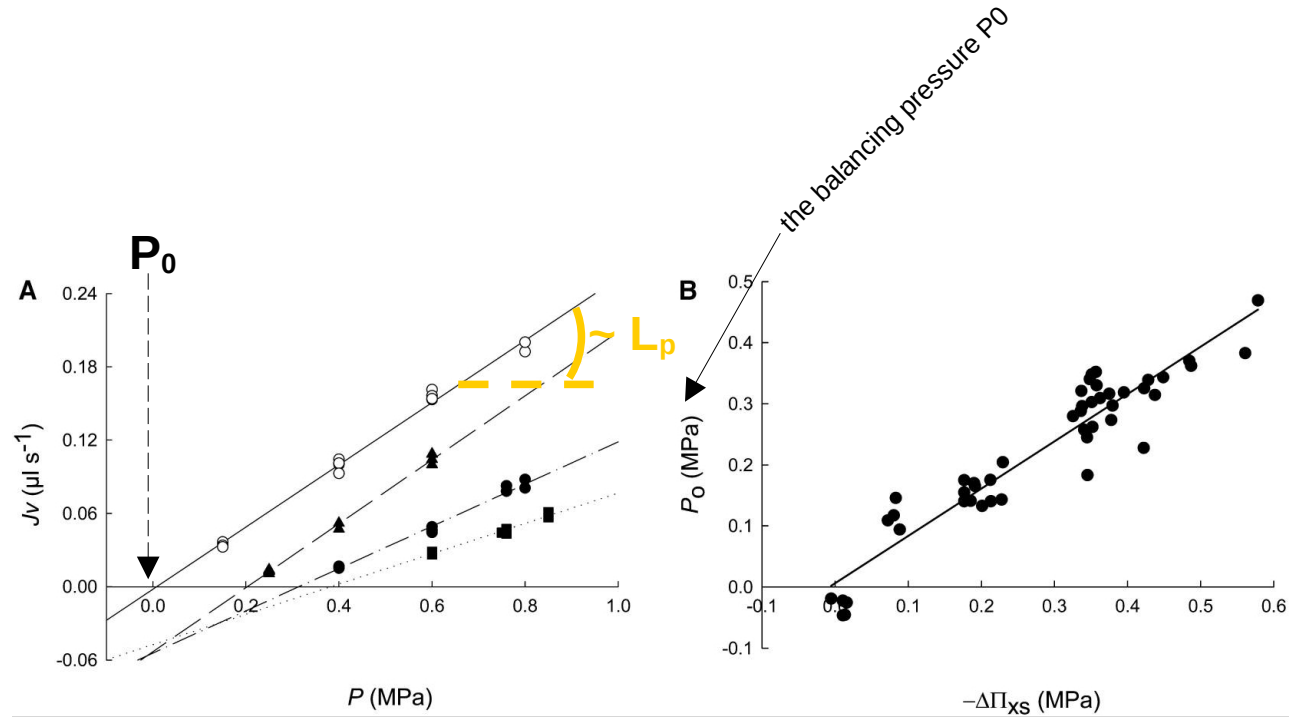 the balancing pressure P0
P₀
A
0.24
0.18
0.12
0.06
0.00
-0.06
Jv (µl s⁻¹)
0.0 0.2 0.4 0.6 0.8 1.0
P (MPa)
~ Lₚ
B
0.5
0.4
0.3
0.2
0.1
0.0
-0.1
Pₒ (MPa)
-0.1 0.0 0.1 0.2 0.3 0.4 0.5 0.6
−ΔΠxs (MPa)